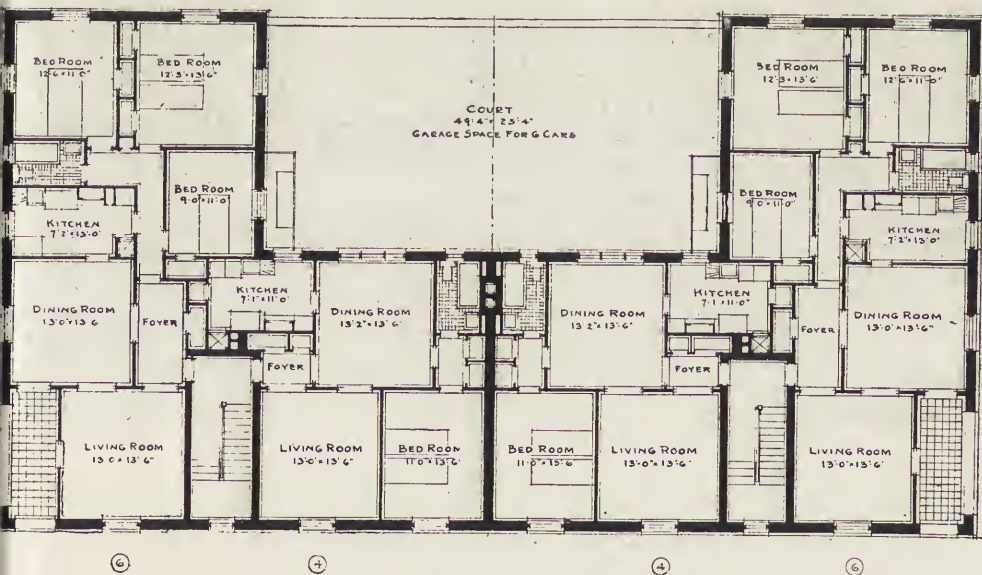 BED ROOM
12'·6"×11'·0"
BED ROOM
12'·3"×13'·6"
COURT
49'·4"× 25'·4"
GARAGE SPACE FOR 6 CARS
BED ROOM
12'·3"×13'·6"
BED ROOM
12'·6"×11'·0"
BED ROOM
9'·0"×11'·0"
BED ROOM
9'·0"×11'·0"
KITCHEN
7'·2"×13'·0"
KITCHEN
7'·2"×13'·0"
KITCHEN
7'·1"×11'·0"
KITCHEN
7'·1"×11'·0"
DINING ROOM
13'·0"×13'·6
FOYER
DINING ROOM
13'·2"×13'·6"
DINING ROOM
13'·2"×13'·6"
FOYER
DINING ROOM
13'·0"×13'·6"
FOYER
FOYER
LIVING ROOM
13'·0"×13'·6"
LIVING ROOM
13'·0"×13'·6"
BED ROOM
11'·0"×13'·6"
BED ROOM
11'·0"×13'·6
LIVING ROOM
13'·0"×13'·6"
LIVING ROOM
13'·0"×13'·6"
6
4
4
6